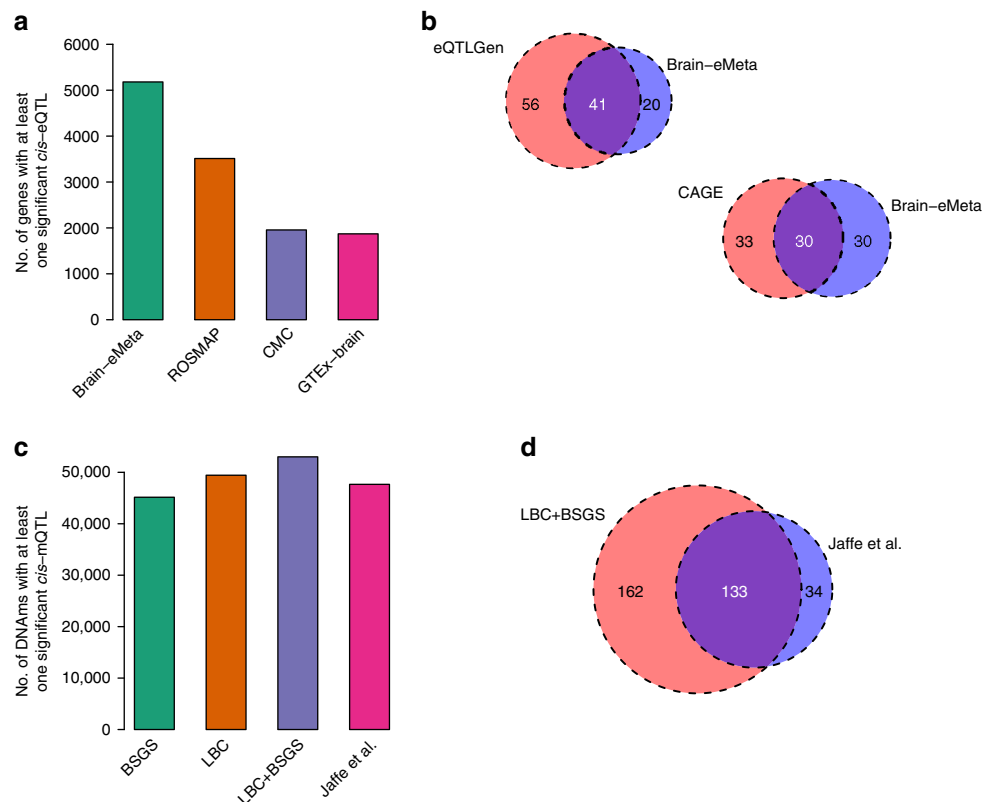 a
No. of genes with at least
one significant cis–eQTL
6000
5000
4000
3000
2000
1000
0
Brain–eMeta
ROSMAP
CMC
GTEx–brain
b
eQTLGen
Brain–eMeta
56
41
20
CAGE
Brain–eMeta
33
30
30
c
No. of DNAms with at least
one significant cis–mQTL
50,000
40,000
30,000
20,000
10,000
0
BSGS
LBC
LBC+BSGS
Jaffe et al.
d
LBC+BSGS
Jaffe et al.
162
133
34